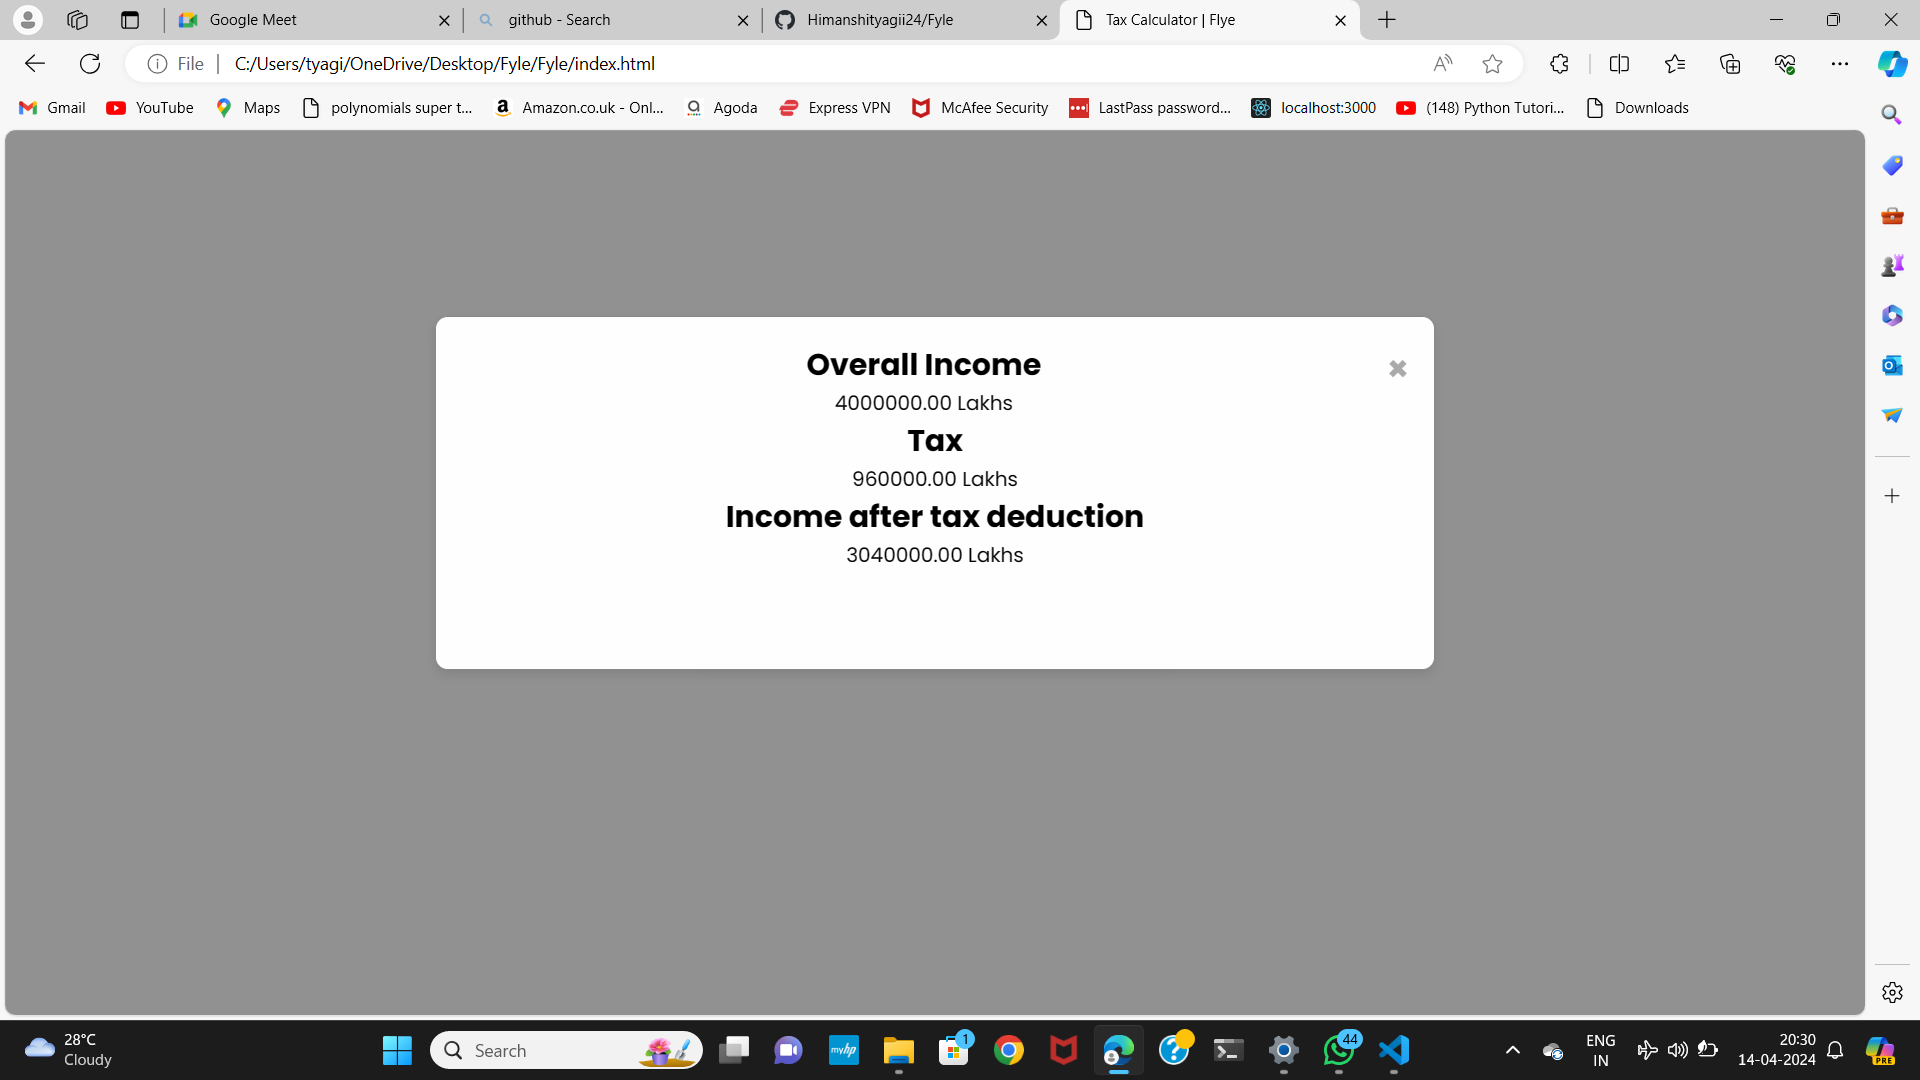 Google Meet
github - Search
Himanshityagii24/Fyle
Tax Calculator | Flye
File
C:/Users/tyagi/OneDrive/Desktop/Fyle/Fyle/index.html
Gmail
YouTube
Maps
polynomials super t...
Amazon.co.uk - Onl...
Agoda
Express VPN
McAfee Security
LastPass password...
localhost:3000
(148) Python Tutori...
Downloads
Overall Income
4000000.00 Lakhs
Tax
960000.00 Lakhs
Income after tax deduction
3040000.00 Lakhs
28°C
Cloudy
Search
myhp
1
44
ENG
IN
20:30
14-04-2024
PRE